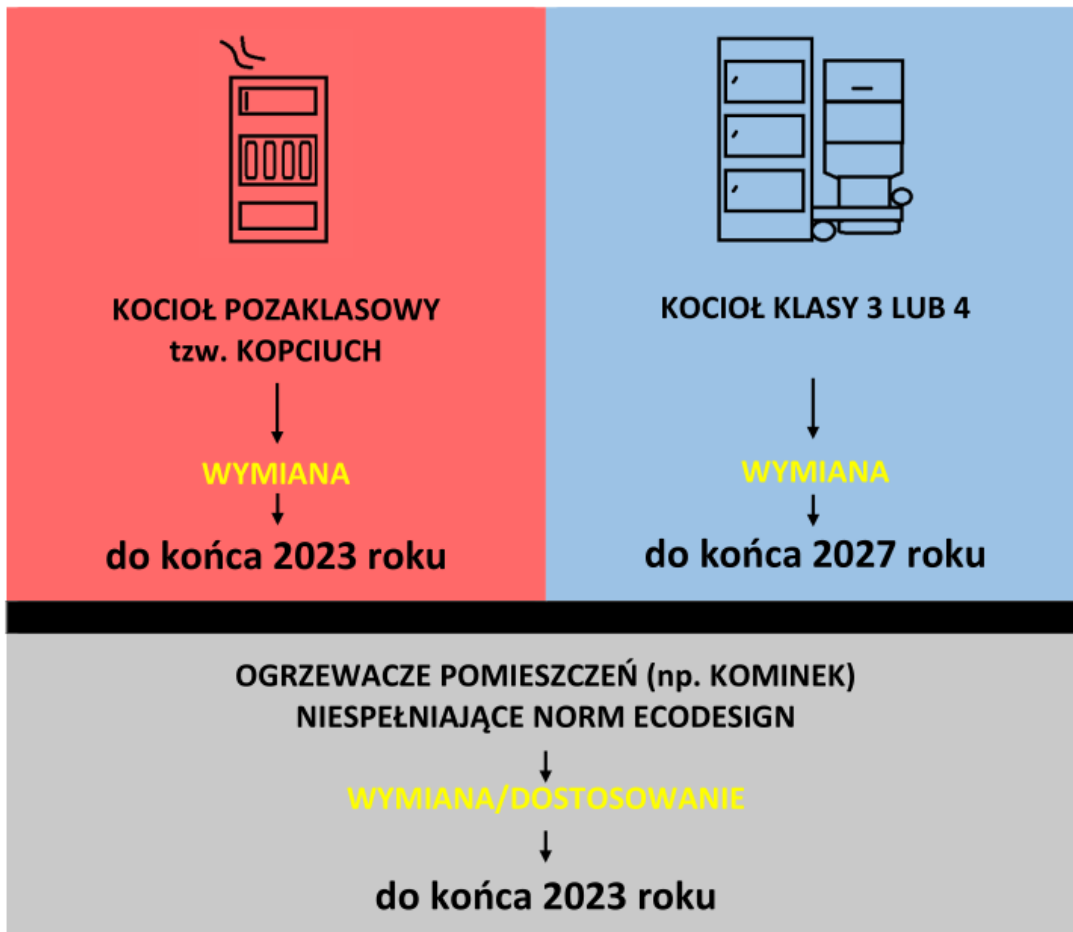 KOCIOŁ POZAKLASOWY
tzw. KOPCIUCH
WYMIANA
do końca 2023 roku
KOCIOŁ KLASY 3 LUB 4
WYMIANA
do końca 2027 roku
OGRZEWACZE POMIESZCZEŃ (np. KOMINEK)
NIESPEŁNIAJĄCE NORM ECODESIGN
WYMIANA/DOSTOSOWANIE
do końca 2023 roku